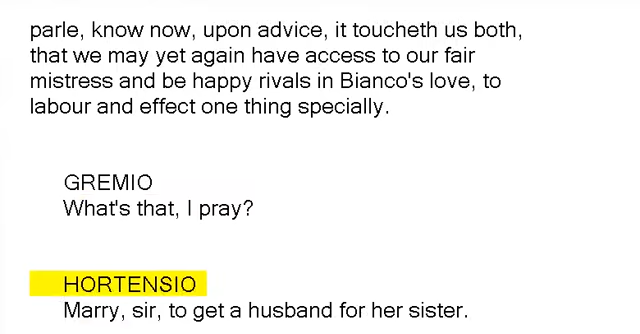 parle, know now, upon advice, it toucheth us both,
that we may yet again have access to our fair
mistress and be happy rivals in Bianco's love, to
labour and effect one thing specially.
GREMIO
What's that, I pray?
HORTENSIO
Marry, sir, to get a husband for her sister.